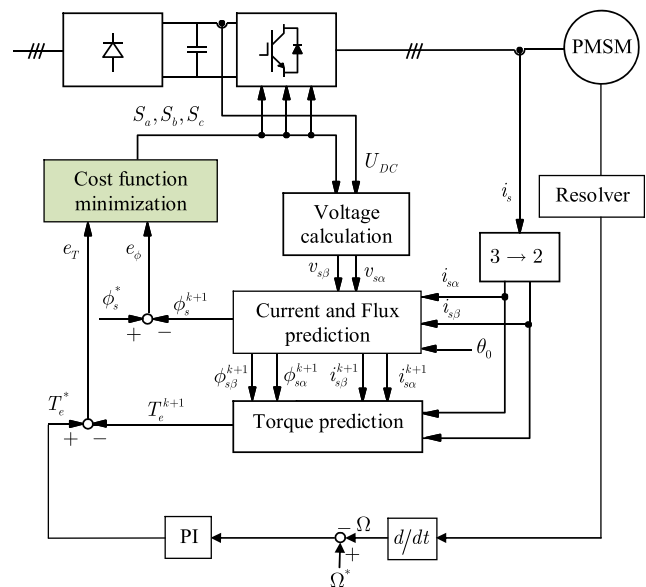 PMSM
S_a, S_b, S_c
U_DC
Cost function
minimization
Voltage
calculation
i_s
Resolver
3 → 2
e_T
e_ϕ
v_sβ
v_sα
i_sα
i_sβ
ϕ_s^*
ϕ_s^{k+1}
+
−
Current and Flux
prediction
θ_0
ϕ_sβ^{k+1}
ϕ_sα^{k+1}
i_sβ^{k+1}
i_sα^{k+1}
T_e^*
T_e^{k+1}
+
−
Torque prediction
PI
−
Ω
+
d/dt
Ω^*